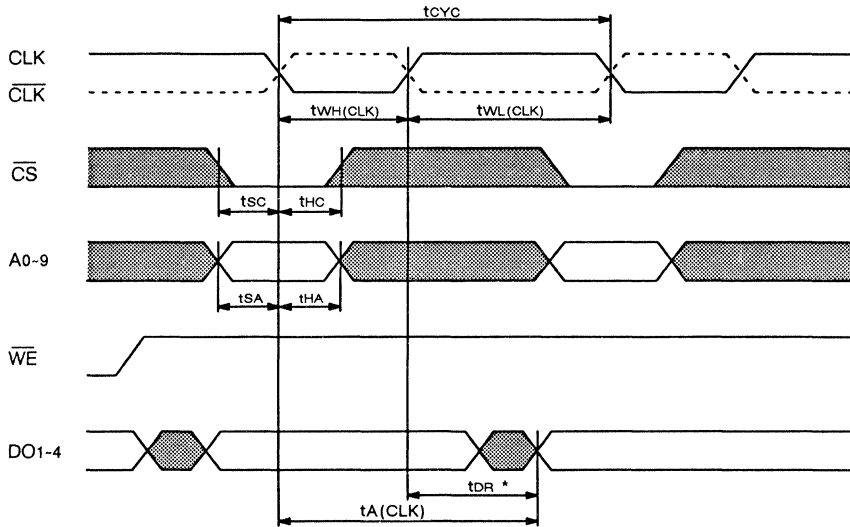 tCYC
CLK
CLK
tWH(CLK) tWL(CLK)
CS
tSC tHC
A0~9
tSA tHA
WE
DO1~4
tDR *
tA(CLK)